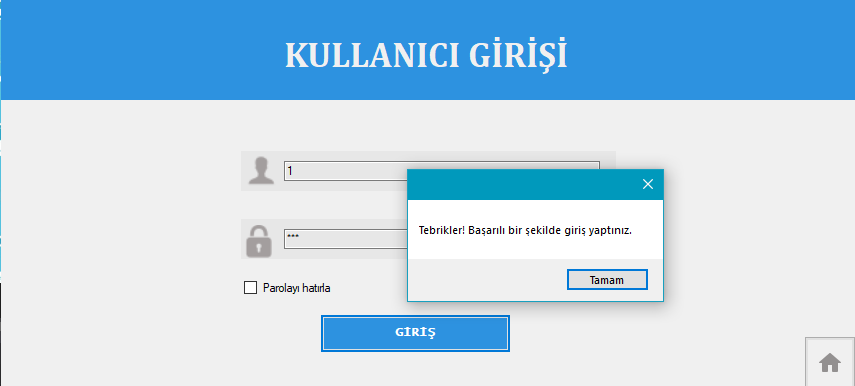 KULLANICI GİRİŞİ
1
Tebrikler! Başarılı bir şekilde giriş yaptınız.
***
Tamam
Parolayı hatırla
GİRİŞ